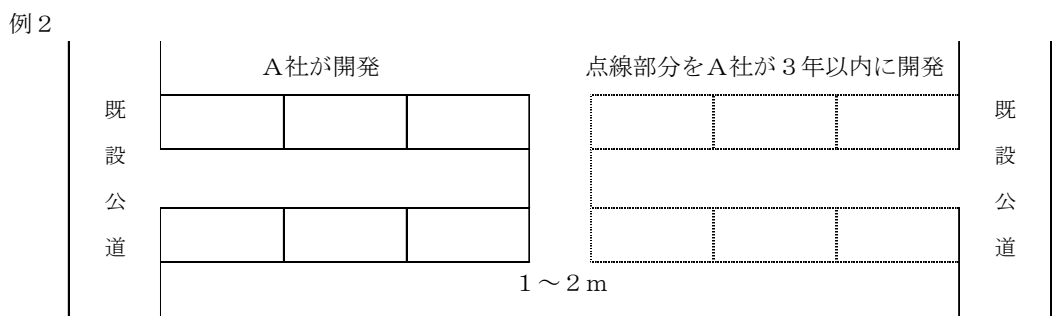 例２
Ａ社が開発
点線部分をＡ社が３年以内に開発
既設公道
既設公道
１～２ｍ